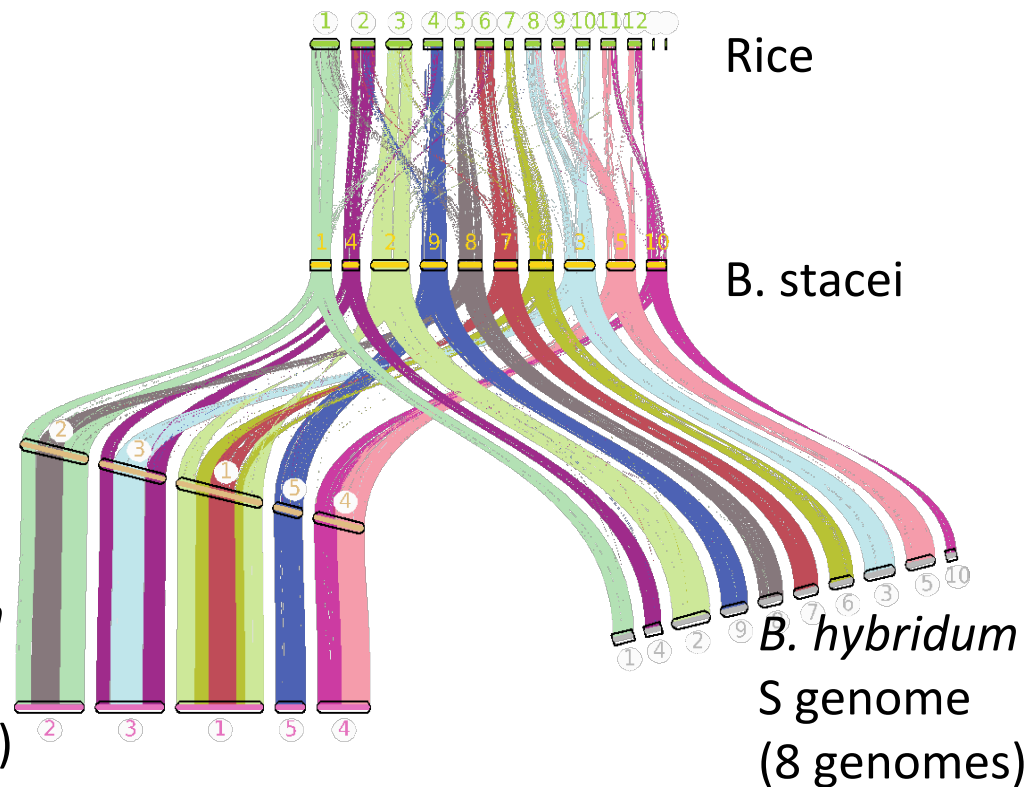 1 2 3 4 5 6 7 8 9 10 11 12
Rice
1 4 2 9 8 7 6 3 5 10
B. stacei
2 3 1 5 4
1 4 2 9 8 7 6 3 5 10
B. hybridum
S genome
(8 genomes)
2 3 1 5 4
)